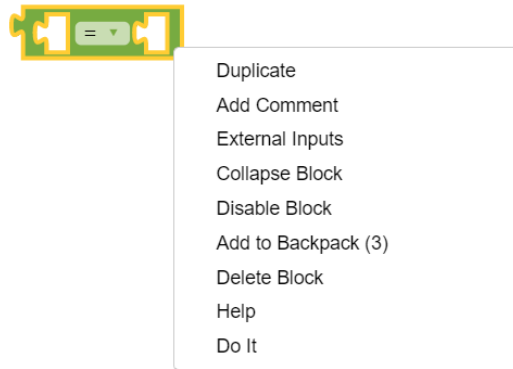 =
Duplicate
Add Comment
External Inputs
Collapse Block
Disable Block
Add to Backpack (3)
Delete Block
Help
Do It